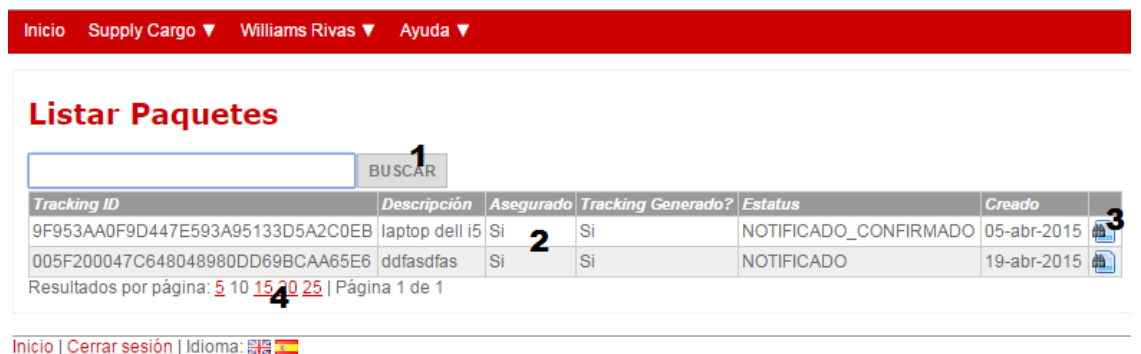 Inicio Supply Cargo ▼ Williams Rivas ▼ Ayuda ▼
Listar Paquetes
BUSCAR 1
Tracking ID Descripción Asegurado Tracking Generado? Estatus Creado
9F953AA0F9D447E593A95133D5A2C0EB laptop dell i5 Si 2 Si NOTIFICADO_CONFIRMADO 05-abr-2015 3
005F200047C648048980DD69BCAA65E6 ddfasdfas Si Si NOTIFICADO 19-abr-2015
Resultados por página: 5 10 15 20 25 | Página 1 de 1
4
Inicio | Cerrar sesión | Idioma: